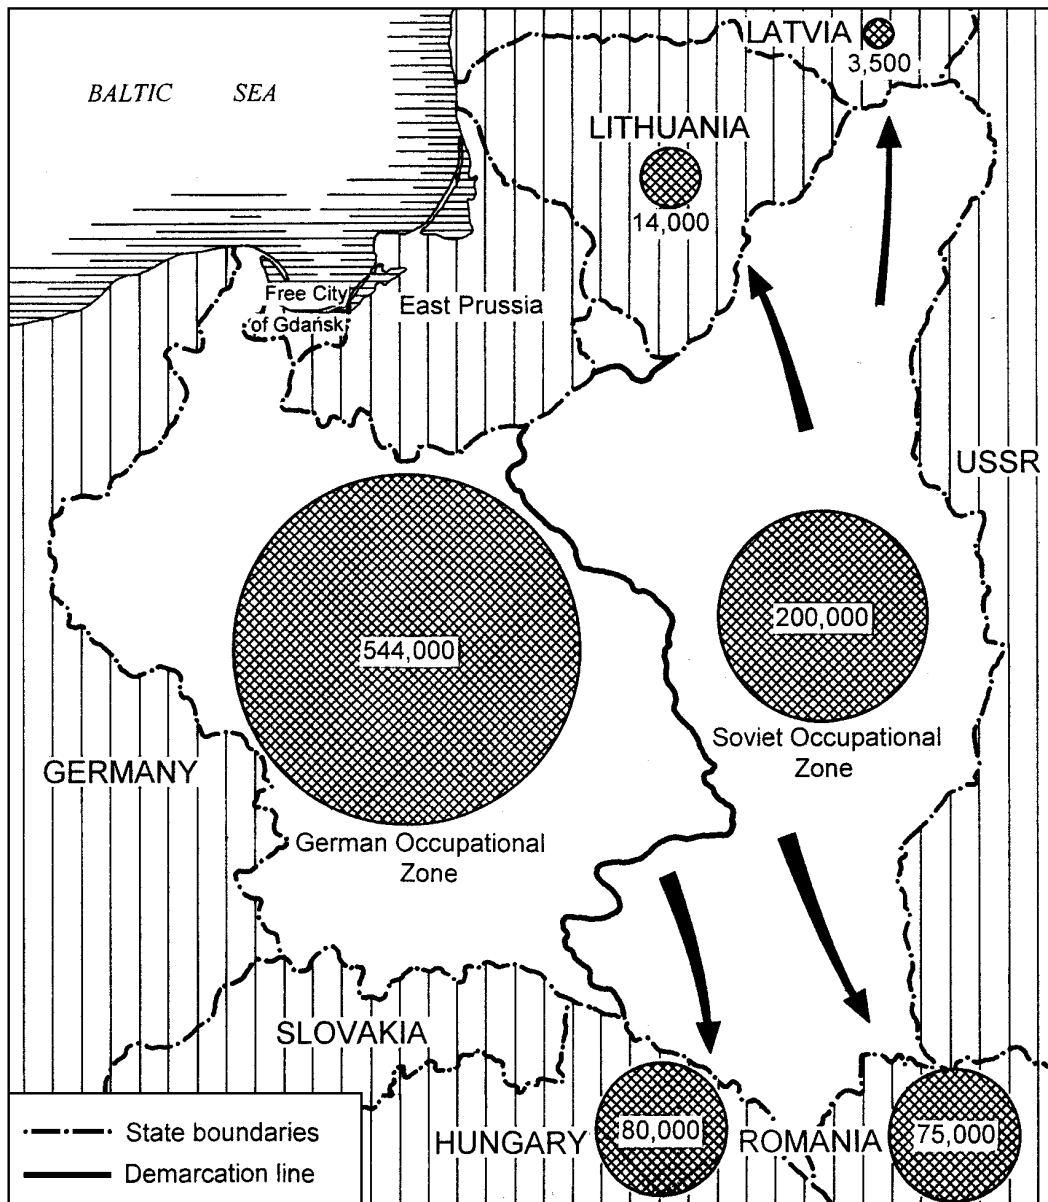 LATVIA
3,500
BALTIC SEA
LITHUANIA
14,000
Free City
of Gdańsk
East Prussia
USSR
544,000
200,000
Soviet Occupational
Zone
GERMANY
German Occupational
Zone
SLOVAKIA
HUNGARY
80,000
ROMANIA
75,000
State boundaries
Demarcation line